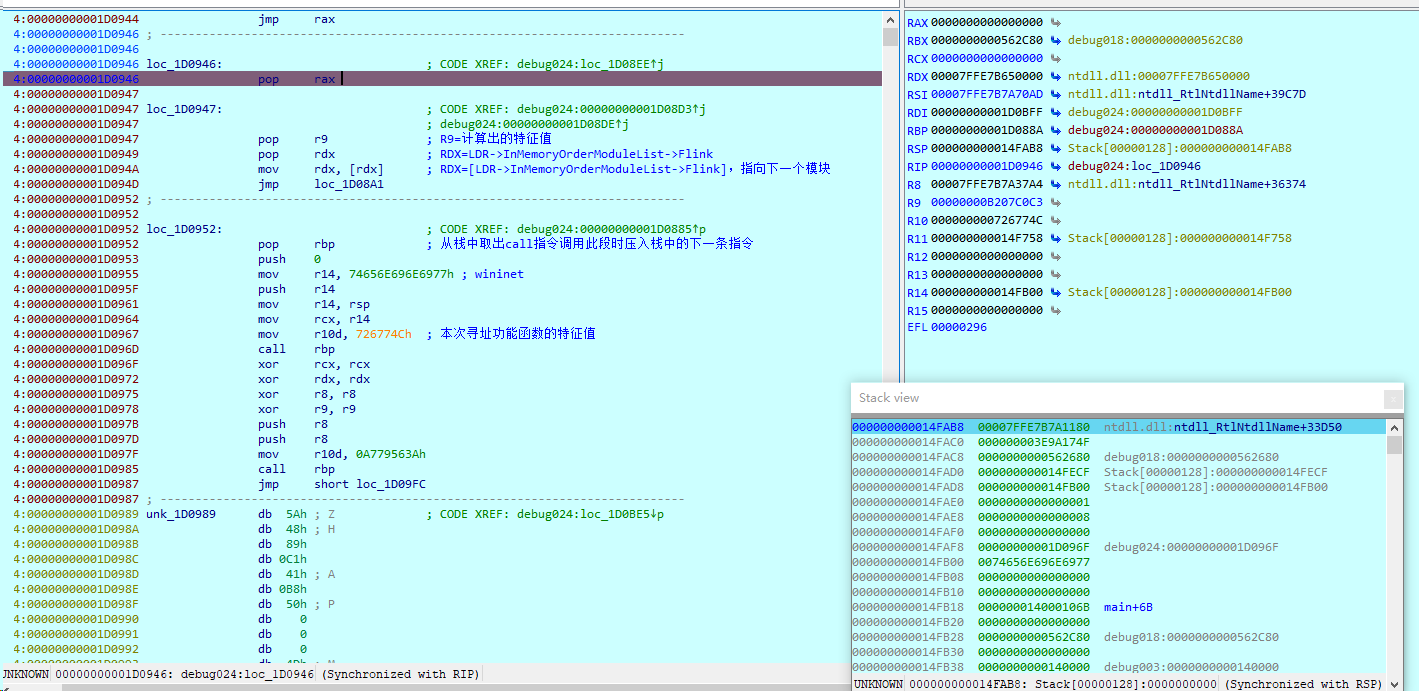 4:00000000001D0944 jmp rax
4:00000000001D0946 ; ---------------------------------------------------------------------------
4:00000000001D0946
4:00000000001D0946 loc_1D0946: ; CODE XREF: debug024:loc_1D08EE↑j
4:00000000001D0946 pop rax
4:00000000001D0947
4:00000000001D0947 loc_1D0947: ; CODE XREF: debug024:00000000001D08D3↑j
4:00000000001D0947 ; debug024:00000000001D08DE↑j
4:00000000001D0947 pop r9 ; R9=计算出的特征值
4:00000000001D0949 pop rdx ; RDX=LDR->InMemoryOrderModuleList->Flink
4:00000000001D094A mov rdx, [rdx] ; RDX=[LDR->InMemoryOrderModuleList->Flink],指向下一个模块
4:00000000001D094D jmp loc_1D08A1
4:00000000001D0952 ; ---------------------------------------------------------------------------
4:00000000001D0952
4:00000000001D0952 loc_1D0952: ; CODE XREF: debug024:00000000001D0885↑p
4:00000000001D0952 pop rbp ; 从栈中取出call指令调用此段时压入栈中的下一条指令
4:00000000001D0953 push 0
4:00000000001D0955 mov r14, 74656E696E6977h ; wininet
4:00000000001D095F push r14
4:00000000001D0961 mov r14, rsp
4:00000000001D0964 mov rcx, r14
4:00000000001D0967 mov r10d, 726774Ch ; 本次寻址功能函数的特征值
4:00000000001D096D call rbp
4:00000000001D096F xor rcx, rcx
4:00000000001D0972 xor rdx, rdx
4:00000000001D0975 xor r8, r8
4:00000000001D0978 xor r9, r9
4:00000000001D097B push r8
4:00000000001D097D push r8
4:00000000001D097F mov r10d, 0A779563Ah
4:00000000001D0985 call rbp
4:00000000001D0987 jmp short loc_1D09FC
4:00000000001D0987 ; ---------------------------------------------------------------------------
4:00000000001D0989 unk_1D0989 db 5Ah ; Z ; CODE XREF: debug024:loc_1D0BE5↓p
4:00000000001D098A db 48h ; H
4:00000000001D098B db 89h
4:00000000001D098C db 0C1h
4:00000000001D098D db 41h ; A
4:00000000001D098E db 0B8h
4:00000000001D098F db 50h ; P
4:00000000001D0990 db 0
4:00000000001D0991 db 0
4:00000000001D0992 db 0
UNKNOWN 00000000001D0946: debug024:loc_1D0946 (Synchronized with RIP)
RAX 0000000000000000
RBX 0000000000562C80 debug018:0000000000562C80
RCX 0000000000000000
RDX 00007FFE7B650000 ntdll.dll:00007FFE7B650000
RSI 00007FFE7B7A70AD ntdll.dll:ntdll_RtlNtdllName+39C7D
RDI 00000000001D0BFF debug024:00000000001D0BFF
RBP 00000000001D088A debug024:00000000001D088A
RSP 000000000014FAB8 Stack[00000128]:000000000014FAB8
RIP 00000000001D0946 debug024:loc_1D0946
R8 00007FFE7B7A37A4 ntdll.dll:ntdll_RtlNtdllName+36374
R9 00000000B207C0C3
R10 000000000726774C
R11 000000000014F758 Stack[00000128]:000000000014F758
R12 0000000000000000
R13 0000000000000000
R14 000000000014FB00 Stack[00000128]:000000000014FB00
R15 0000000000000000
EFL 00000296
Stack view
000000000014FAB8 00007FFE7B7A1180 ntdll.dll:ntdll_RtlNtdllName+33D50
000000000014FAC0 000000003E9A174F
000000000014FAC8 0000000000562680 debug018:0000000000562680
000000000014FAD0 000000000014FECF Stack[00000128]:000000000014FECF
000000000014FAD8 000000000014FB00 Stack[00000128]:000000000014FB00
000000000014FAE0 0000000000000001
000000000014FAE8 0000000000000008
000000000014FAF0 0000000000000000
000000000014FAF8 00000000001D096F debug024:00000000001D096F
000000000014FB00 0074656E696E6977
000000000014FB08 0000000000000000
000000000014FB10 0000000000000000
000000000014FB18 000000014000106B main+6B
000000000014FB20 0000000000000000
000000000014FB28 0000000000562C80 debug018:0000000000562C80
000000000014FB30 0000000000000000
000000000014FB38 0000000000140000 debug003:0000000000140000
UNKNOWN 000000000014FAB8: Stack[00000128]:0000000000 (Synchronized with RSP)